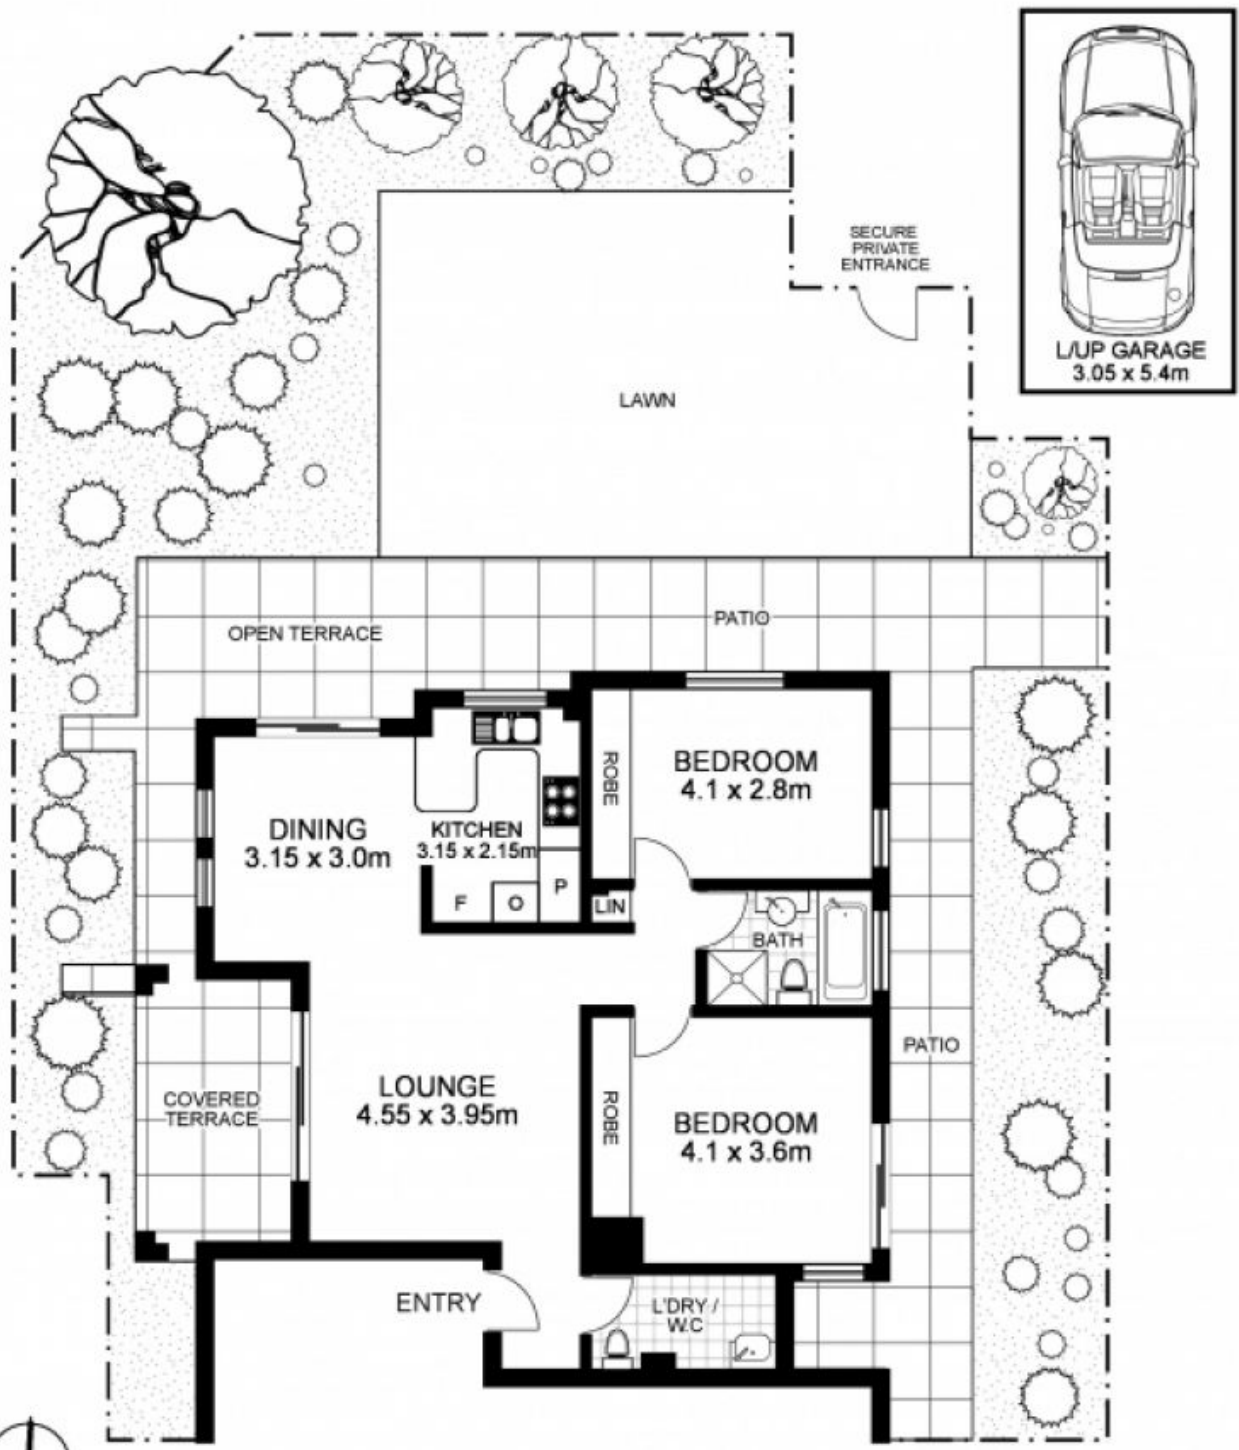 SECURE
PRIVATE
ENTRANCE
L/UP GARAGE
3.05 x 5.4m
LAWN
OPEN TERRACE
PATIO
ROBE
BEDROOM
4.1 x 2.8m
DINING
3.15 x 3.0m
KITCHEN
3.15 x 2.15m
F
O
P
LIN
BATH
PATIO
COVERED
TERRACE
LOUNGE
4.55 x 3.95m
ROBE
BEDROOM
4.1 x 3.6m
ENTRY
L'DRY /
W.C